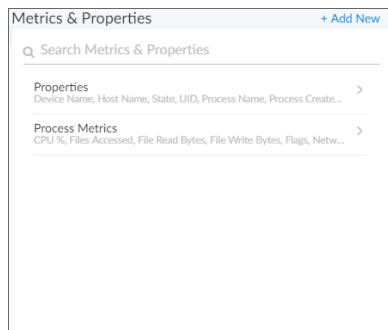 Metrics & Properties
+ Add New
Search Metrics & Properties
Properties
Device Name, Host Name, State, UID, Process Name, Process Create...
Process Metrics
CPU %, Files Accessed, File Read Bytes, File Write Bytes, Flags, Netw...